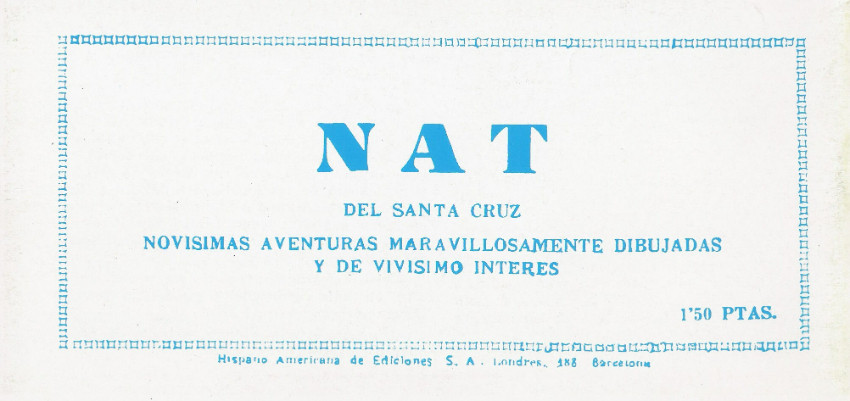 NAT
DEL SANTA CRUZ
NOVISIMAS AVENTURAS MARAVILLOSAMENTE DIBUJADAS
Y DE VIVISIMO INTERES
1'50 PTAS.
Hispano Americana de Ediciones S. A. Londres, 188 Barcelona